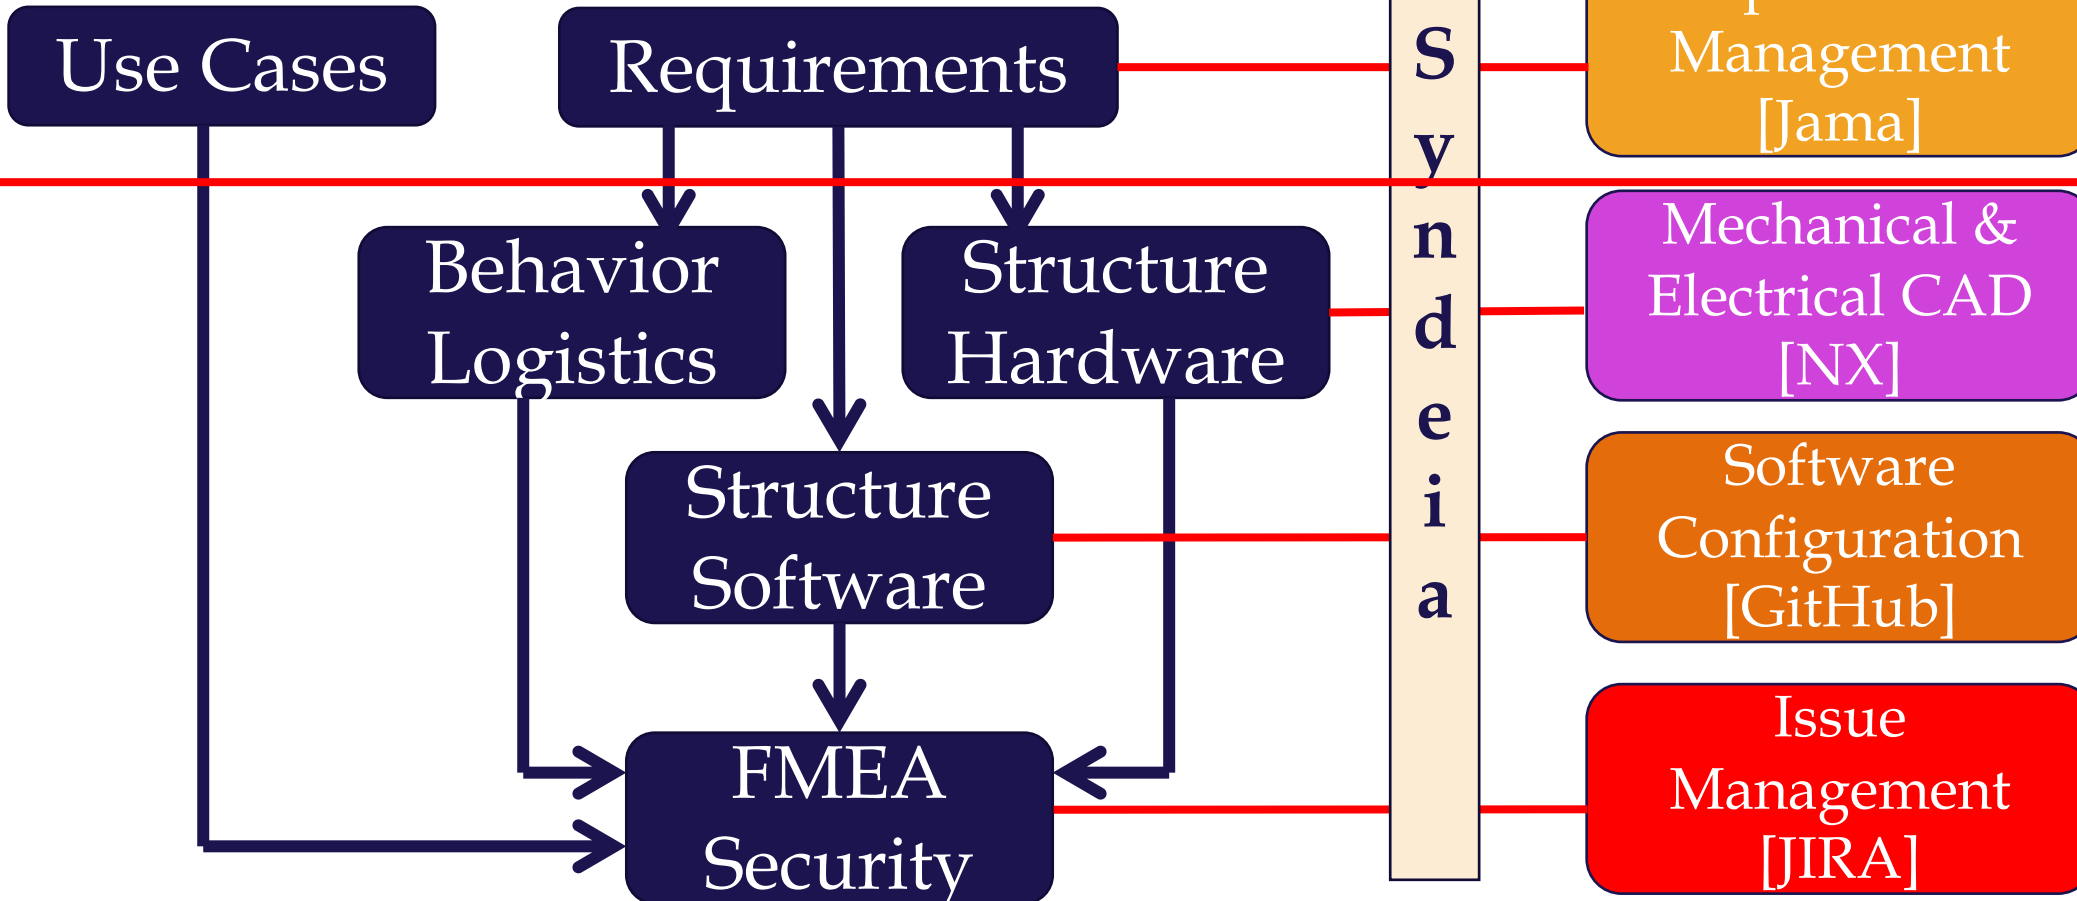 Use Cases
Requirements
Behavior
Logistics
Structure
Hardware
Structure
Software
FMEA
Security
S
y
n
d
e
i
a
Management
[Jama]
Mechanical &
Electrical CAD
[NX]
Software
Configuration
[GitHub]
Issue
Management
[JIRA]